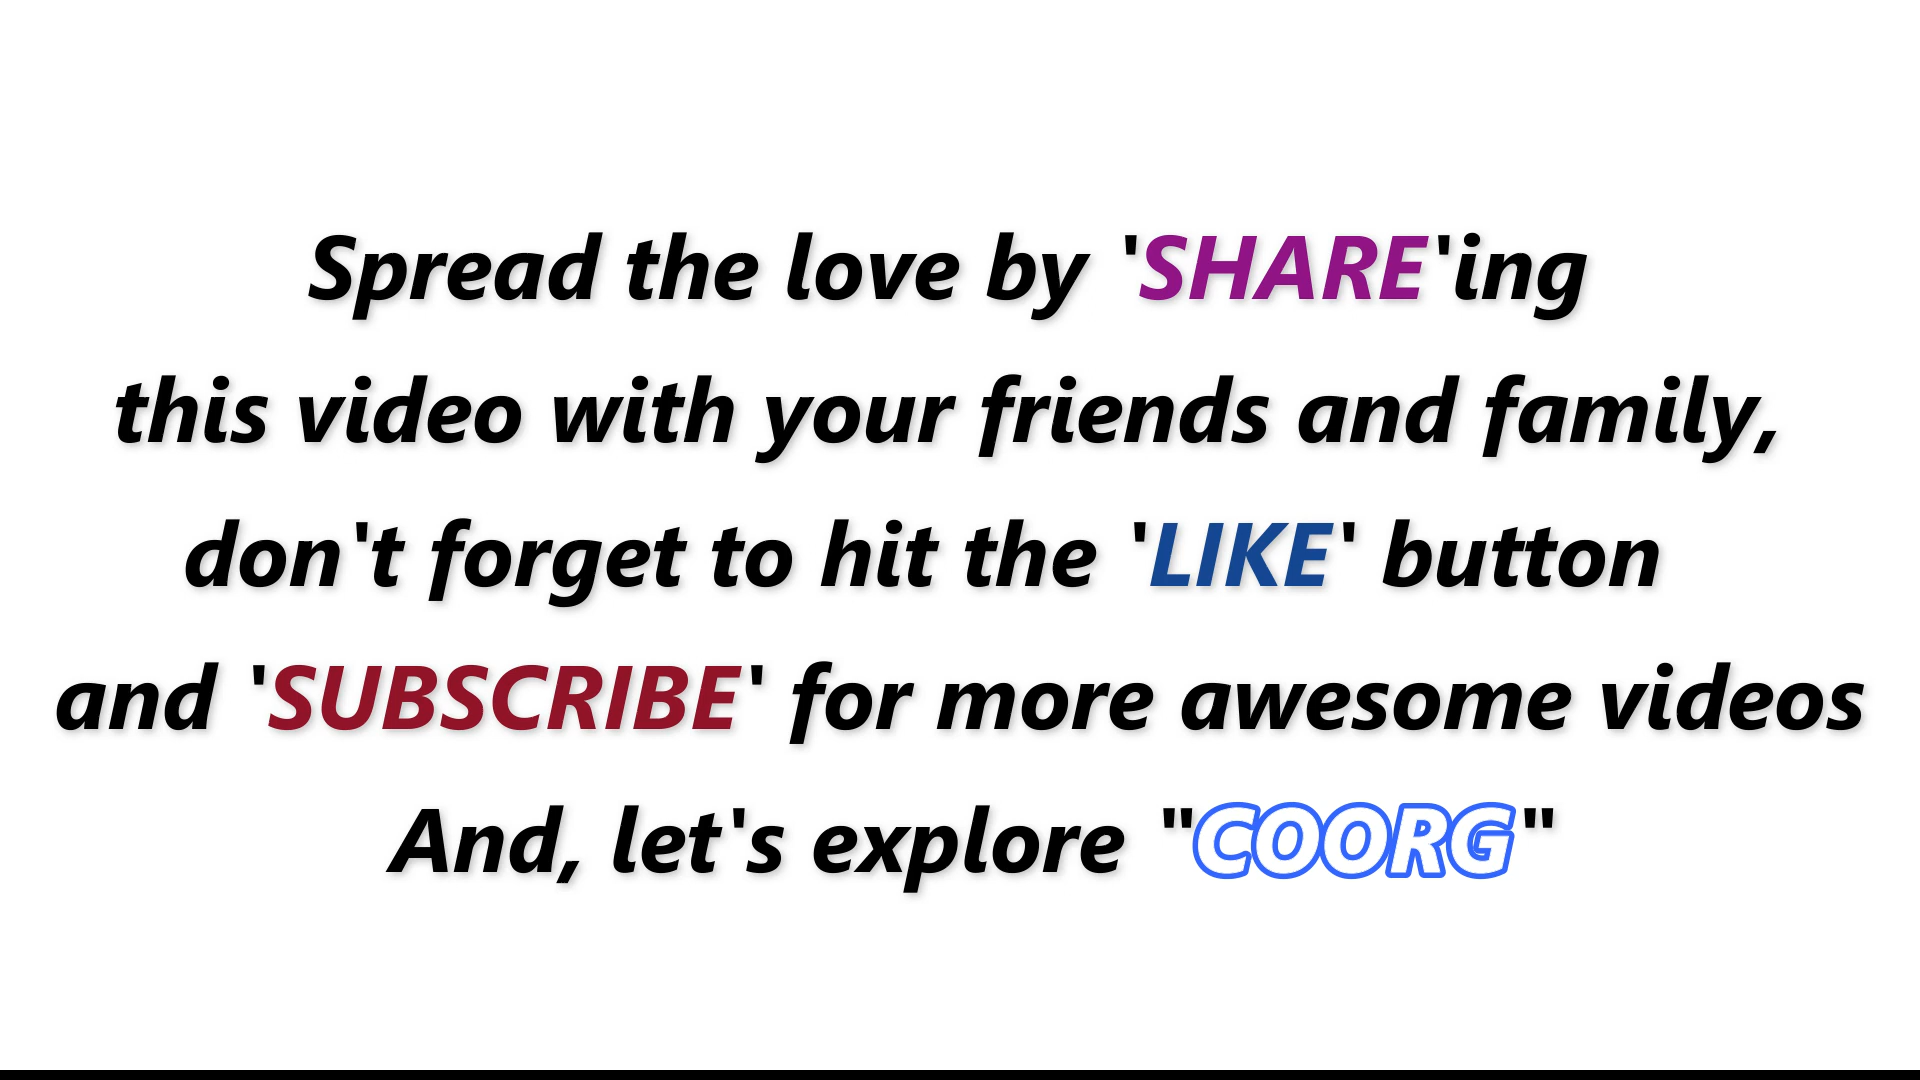 Spread the love by 'SHARE'ing
this video with your friends and family,
don't forget to hit the 'LIKE' button
and 'SUBSCRIBE' for more awesome videos
And, let's explore "COORG"